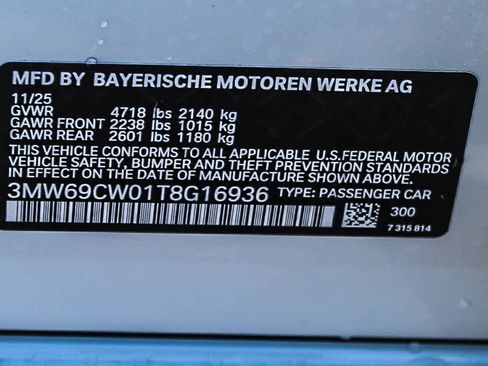 MFD BY BAYERISCHE MOTOREN WERKE AG
11/25
GVWR 4718 lbs 2140 kg
GAWR FRONT 2238 lbs 1015 kg
GAWR REAR 2601 lbs 1180 kg
THIS VEHICLE CONFORMS TO ALL APPLICABLE U.S.FEDERAL MOTOR
VEHICLE SAFETY, BUMPER AND THEFT PREVENTION STANDARDS
IN EFFECT ON THE DATE OF MANUFACTURE SHOWN ABOVE.
3MW69CW01T8G16936 TYPE: PASSENGER CAR
300
7 315 814